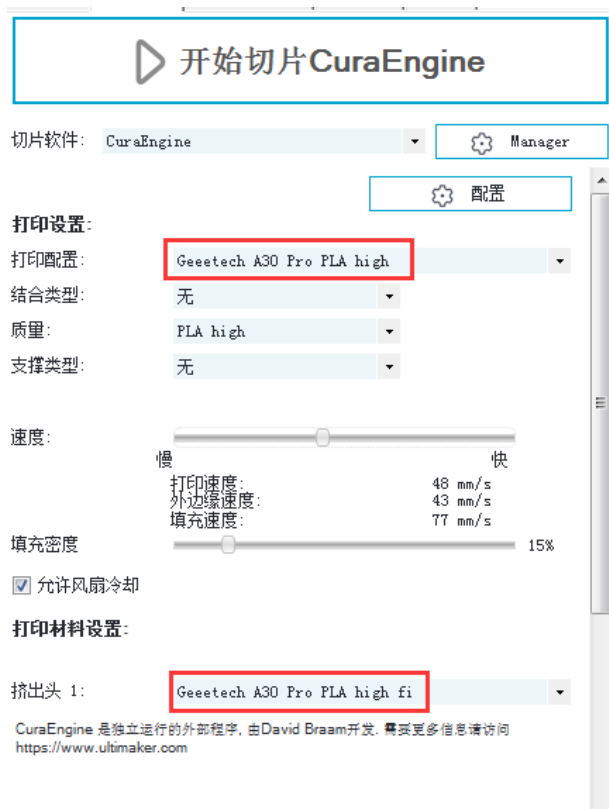 开始切片CuraEngine
切片软件: CuraEngine Manager
配置
打印设置:
打印配置: Geeetech A30 Pro PLA high
结合类型: 无
质量: PLA high
支撑类型: 无
速度:
慢 快
打印速度: 48 mm/s
外边缘速度: 43 mm/s
填充速度: 77 mm/s
填充密度 15%
允许风扇冷却
打印材料设置:
挤出头 1: Geeetech A30 Pro PLA high fi
CuraEngine 是独立运行的外部程序, 由David Braam开发. 需要更多信息请访问
https://www.ultimaker.com